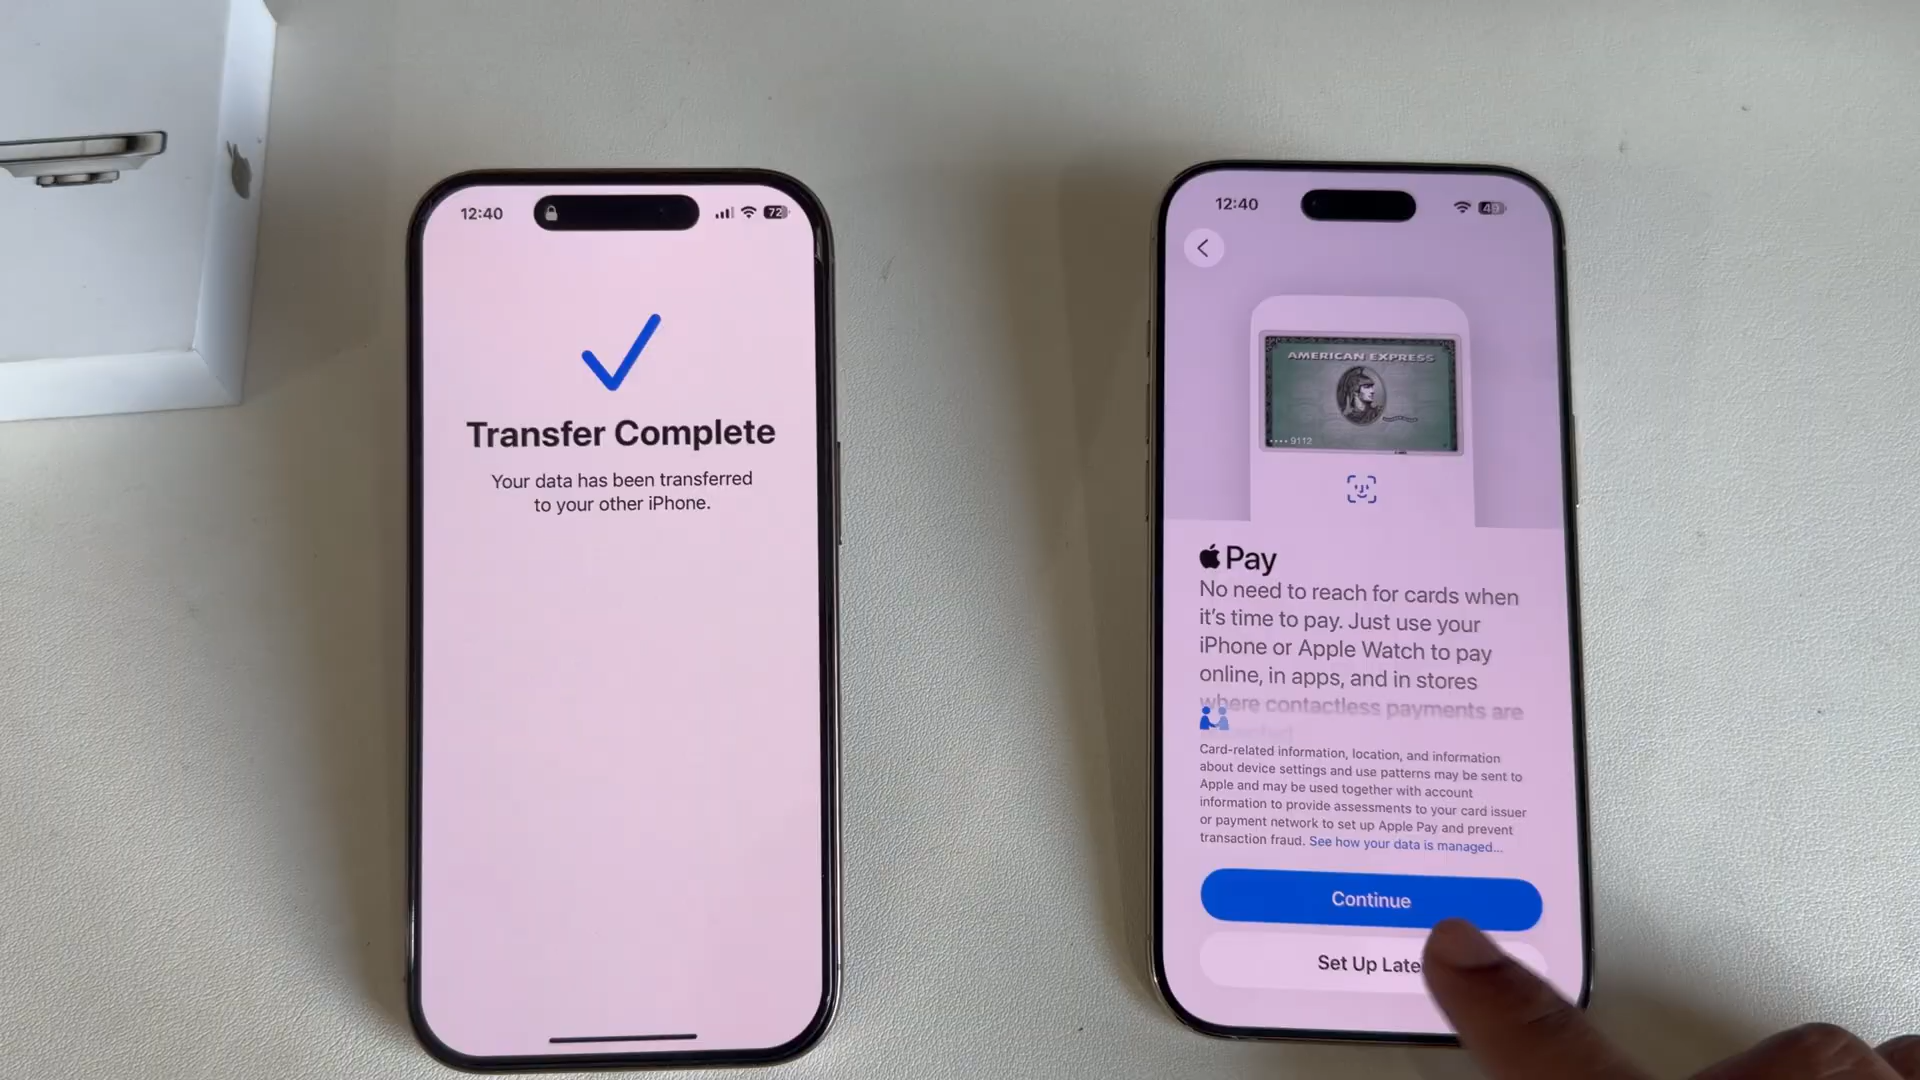 12:40
72
Transfer Complete
Your data has been transferred
to your other iPhone.
12:40
49
AMERICAN EXPRESS
•••• 9112
Pay
No need to reach for cards when
it's time to pay. Just use your
iPhone or Apple Watch to pay
online, in apps, and in stores
where contactless payments are
Card-related information, location, and information
about device settings and use patterns may be sent to
Apple and may be used together with account
information to provide assessments to your card issuer
or payment network to set up Apple Pay and prevent
transaction fraud. See how your data is managed...
Continue
Set Up Late